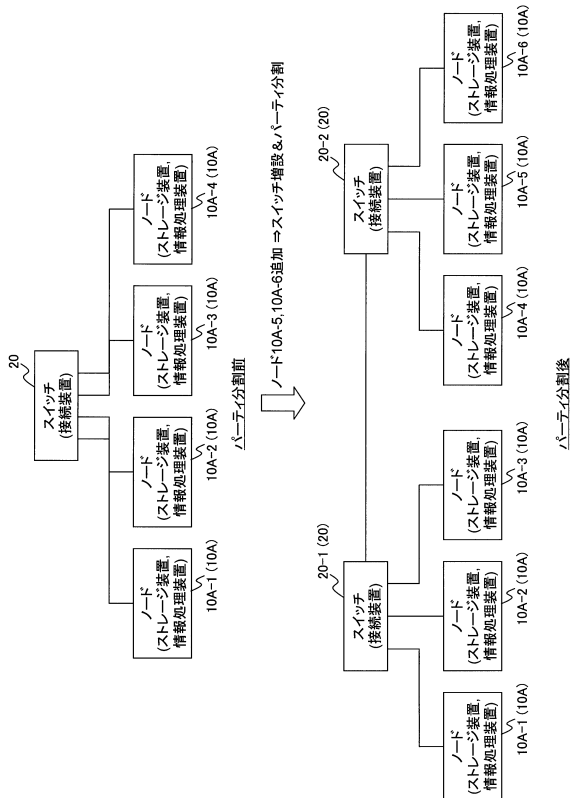 20
スイッチ
(接続装置)
ノード
(ストレージ装置,
情報処理装置)
10A-1 (10A)
ノード
(ストレージ装置,
情報処理装置)
10A-2 (10A)
ノード
(ストレージ装置,
情報処理装置)
10A-3 (10A)
ノード
(ストレージ装置,
情報処理装置)
10A-4 (10A)
パーティ分割前
ノード10A-5,10A-6追加 ⇒スイッチ増設&パーティ分割
20-1 (20)
スイッチ
(接続装置)
20-2 (20)
スイッチ
(接続装置)
ノード
(ストレージ装置,
情報処理装置)
10A-1 (10A)
ノード
(ストレージ装置,
情報処理装置)
10A-2 (10A)
ノード
(ストレージ装置,
情報処理装置)
10A-3 (10A)
ノード
(ストレージ装置,
情報処理装置)
10A-4 (10A)
ノード
(ストレージ装置,
情報処理装置)
10A-5 (10A)
ノード
(ストレージ装置,
情報処理装置)
10A-6 (10A)
パーティ分割後